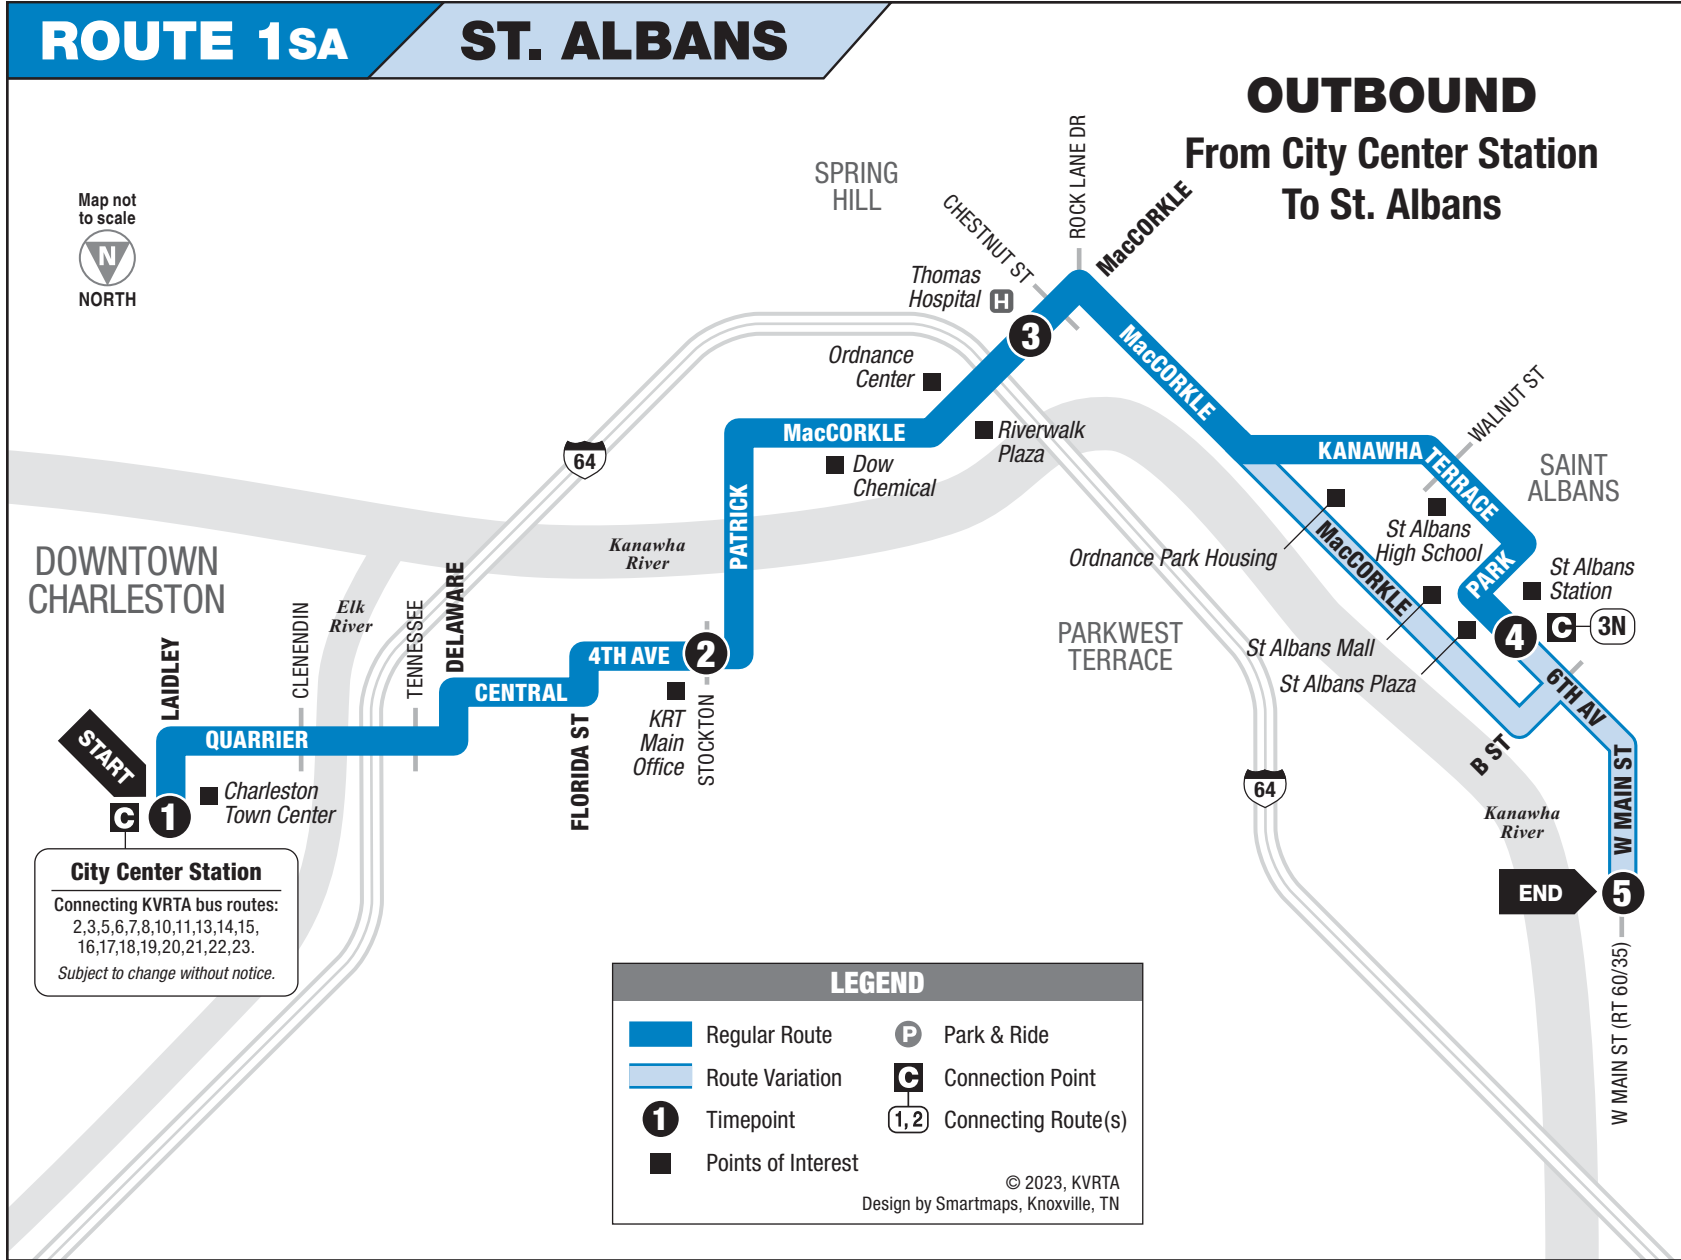 ROUTE 1SA
ST. ALBANS
OUTBOUND
From City Center Station
To St. Albans
Map not
to scale
N
NORTH
SPRING
HILL
CHESTNUT ST
ROCK LANE DR
MacCORKLE
Thomas
Hospital H
3
Ordnance
Center
MacCORKLE
Riverwalk
Plaza
Dow
Chemical
MacCORKLE
64
KANAWHA
TERRACE
WALNUT ST
SAINT
ALBANS
St Albans
High School
Ordnance Park Housing
MacCORKLE
PARK
St Albans
Station
4
C
3N
St Albans Mall
St Albans Plaza
6TH AV
B ST
W MAIN ST
PARKWEST
TERRACE
Kanawha
River
PATRICK
DOWNTOWN
CHARLESTON
Elk
River
LAIDLEY
CLENENDIN
TENNESSEE
DELAWARE
QUARRIER
CENTRAL
FLORIDA ST
4TH AVE
2
KRT
Main
Office
STOCKTON
START
C
1
Charleston
Town Center
64
Kanawha
River
END
5
W MAIN ST (RT 60/35)
City Center Station
Connecting KVRTA bus routes:
2,3,5,6,7,8,10,11,13,14,15,
16,17,18,19,20,21,22,23.
Subject to change without notice.
LEGEND
Regular Route
P Park & Ride
Route Variation
C Connection Point
1 Timepoint
1, 2 Connecting Route(s)
Points of Interest
© 2023, KVRTA
Design by Smartmaps, Knoxville, TN